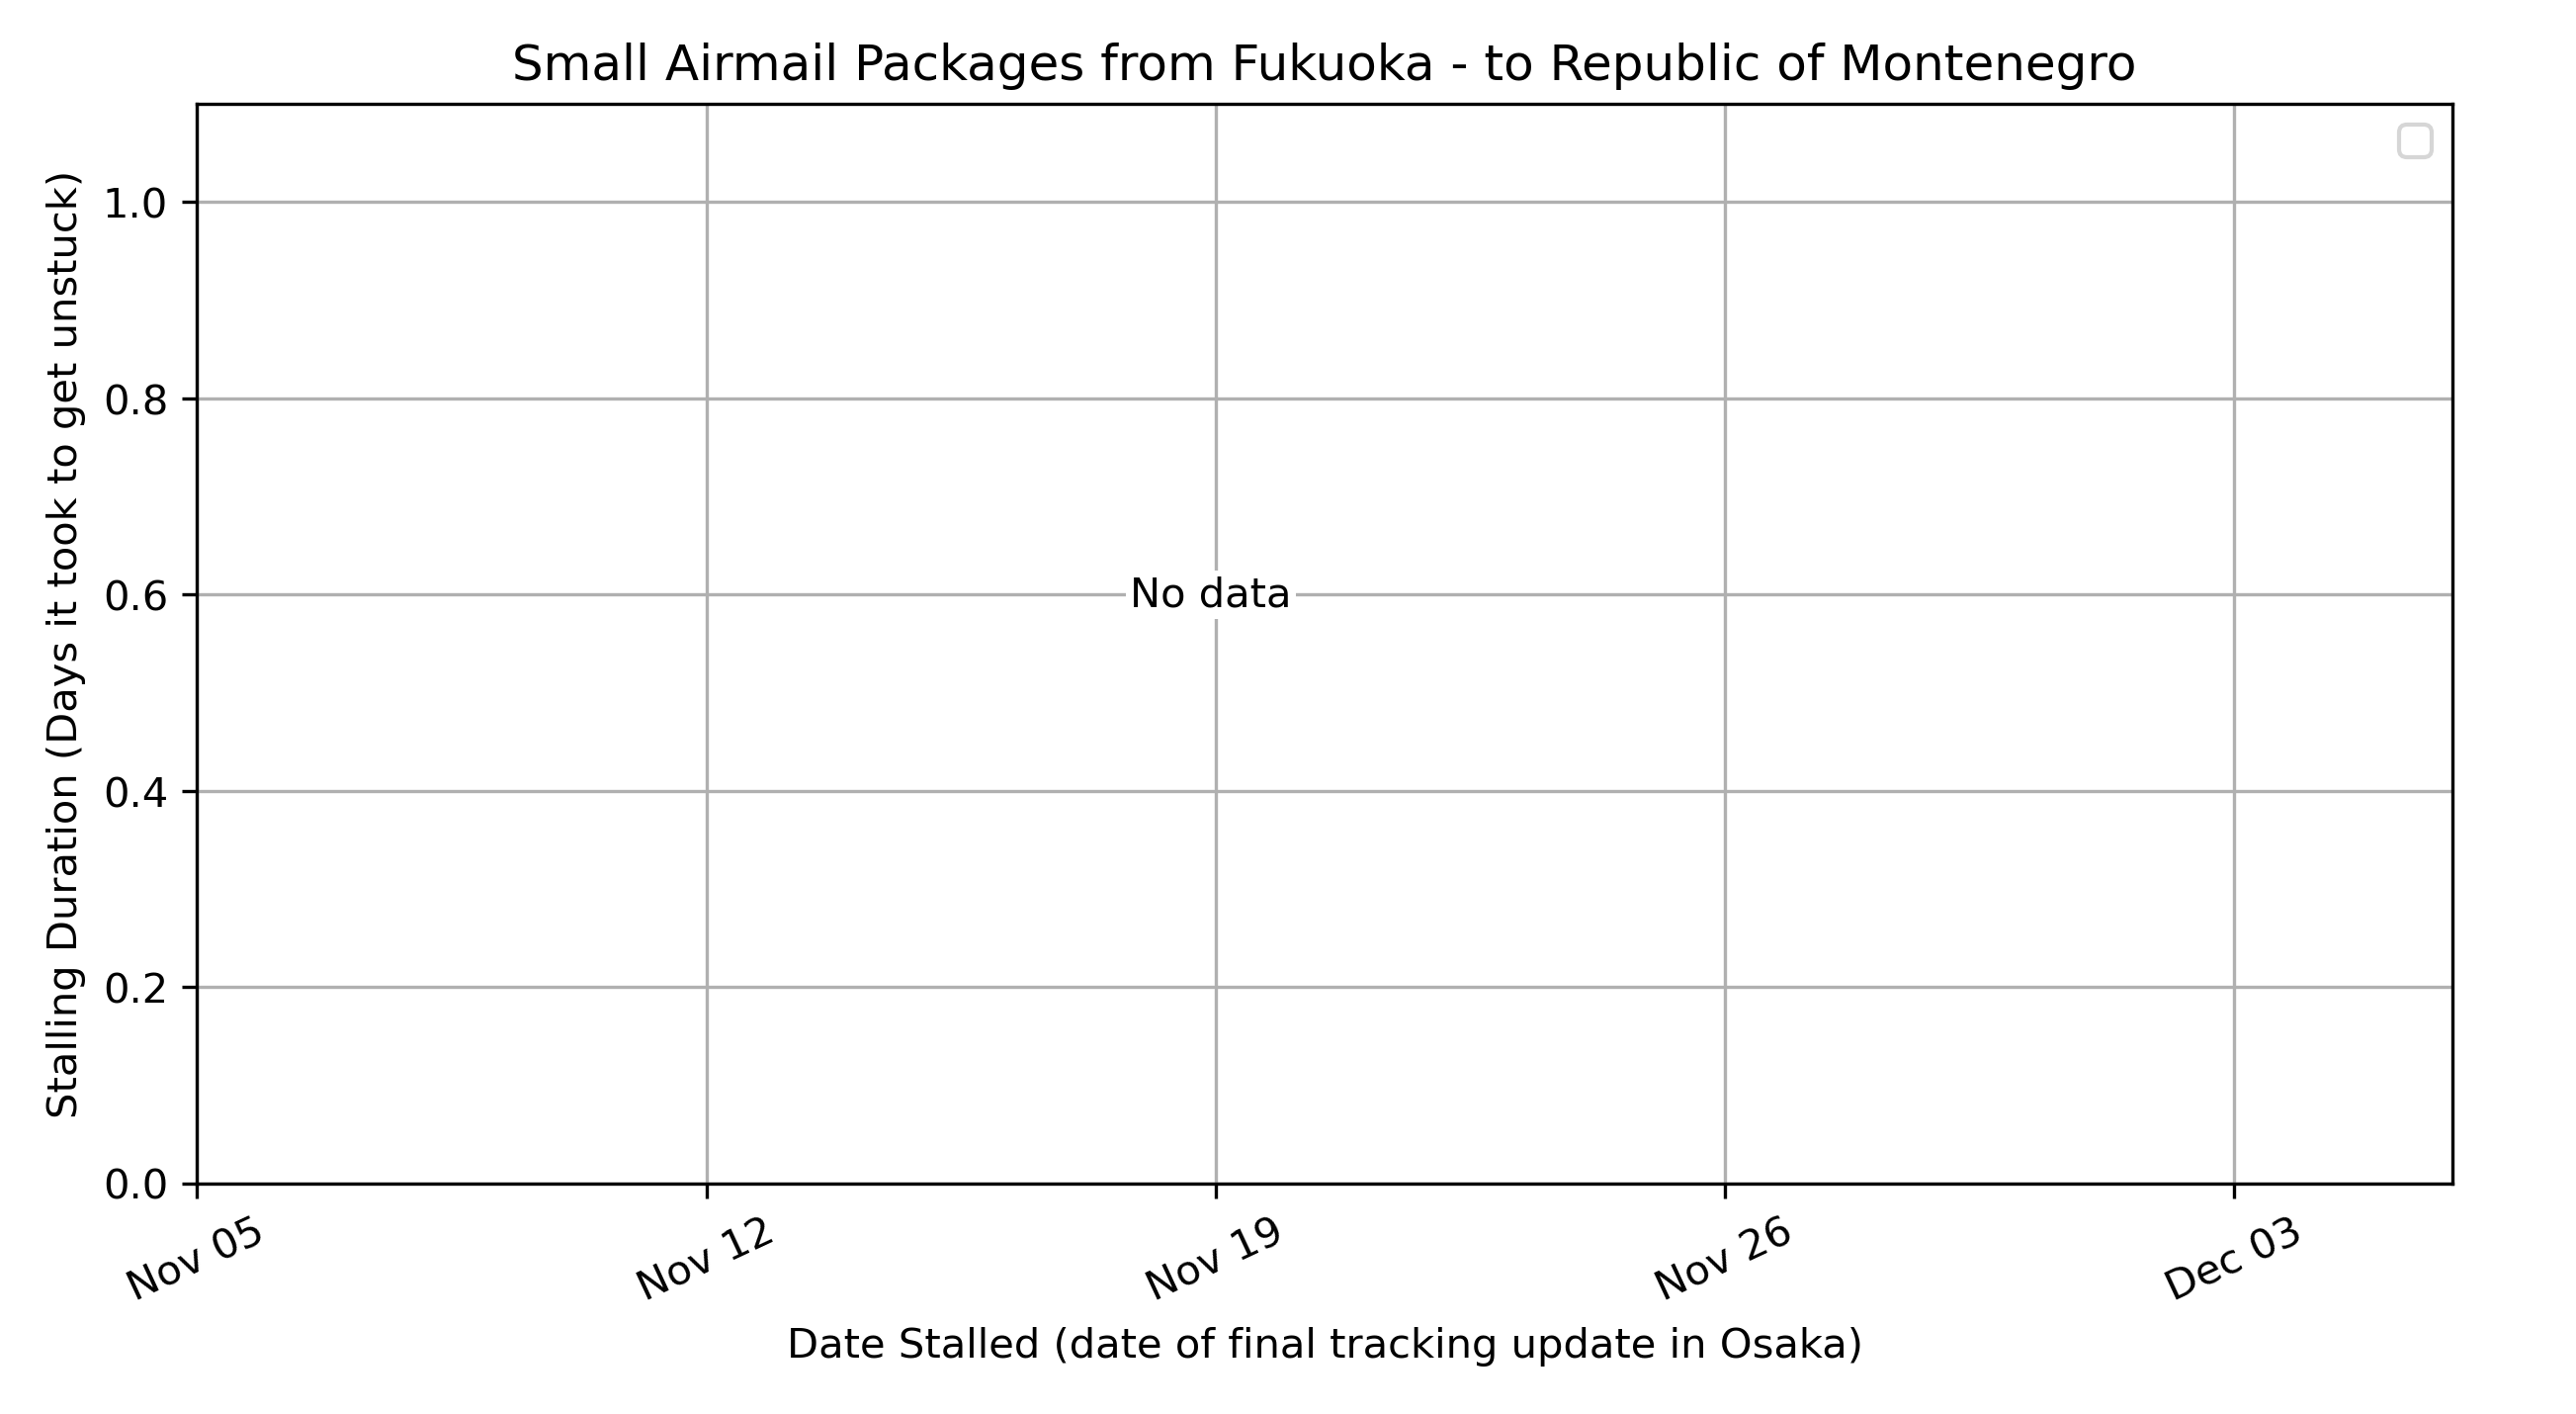 Small Airmail Packages from Fukuoka - to Republic of Montenegro
Stalling Duration (Days it took to get unstuck)
1.0
0.8
0.6
0.4
0.2
0.0
No data
Nov 05
Nov 12
Nov 19
Nov 26
Dec 03
Date Stalled (date of final tracking update in Osaka)